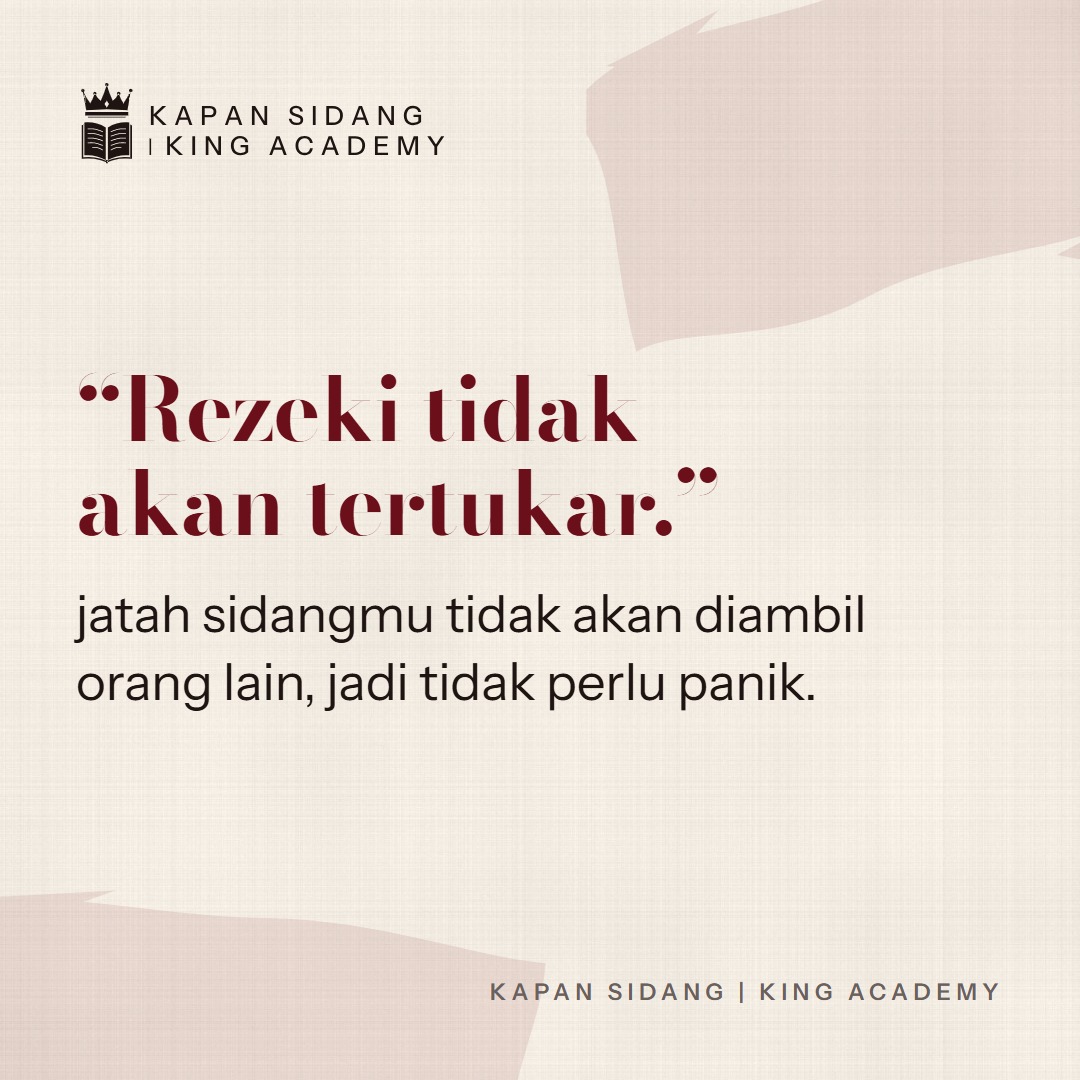 KAPAN SIDANG
| KING ACADEMY
“Rezeki tidak
akan tertukar.”
jatah sidangmu tidak akan diambil
orang lain, jadi tidak perlu panik.
KAPAN SIDANG | KING ACADEMY